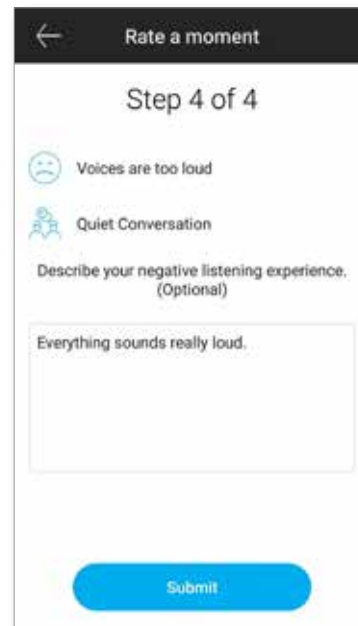 Rate a moment
Step 4 of 4
Voices are too loud
Quiet Conversation
Describe your negative listening experience.
(Optional)
Everything sounds really loud.
Submit